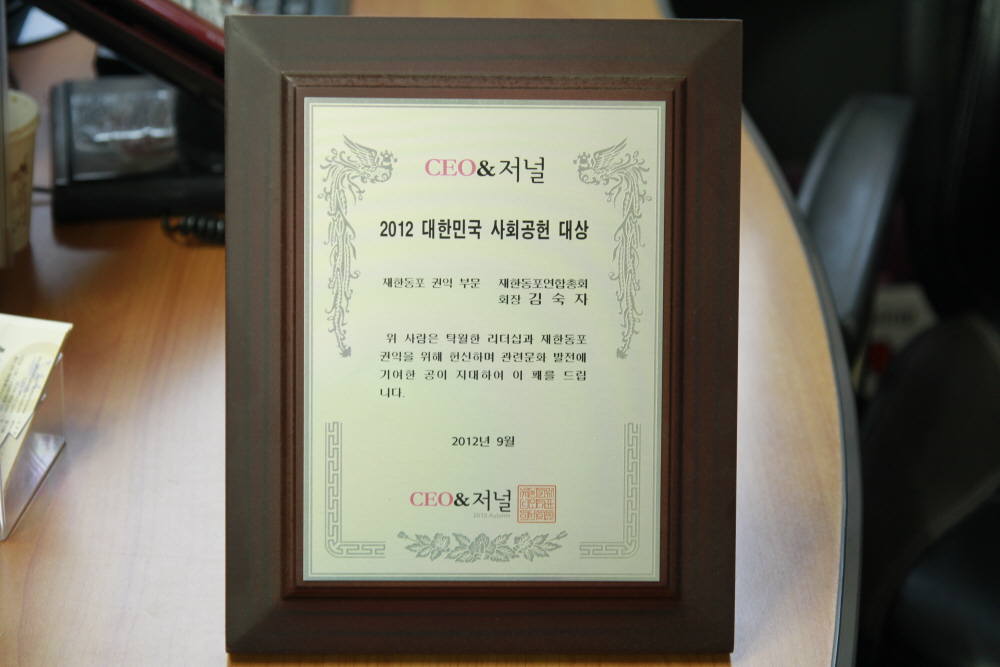 CEO&저널
2012 대한민국 사회공헌 대상
재한동포 권익 부문 재한동포연합총회
회장 김 숙 자
위 사람은 탁월한 리더십과 재한동포
권익을 위해 헌신하며 관련문화 발전에
기여한 공이 지대하여 이 패를 드립
니다.
2012년 9월
CEO&저널
2012 Autumn